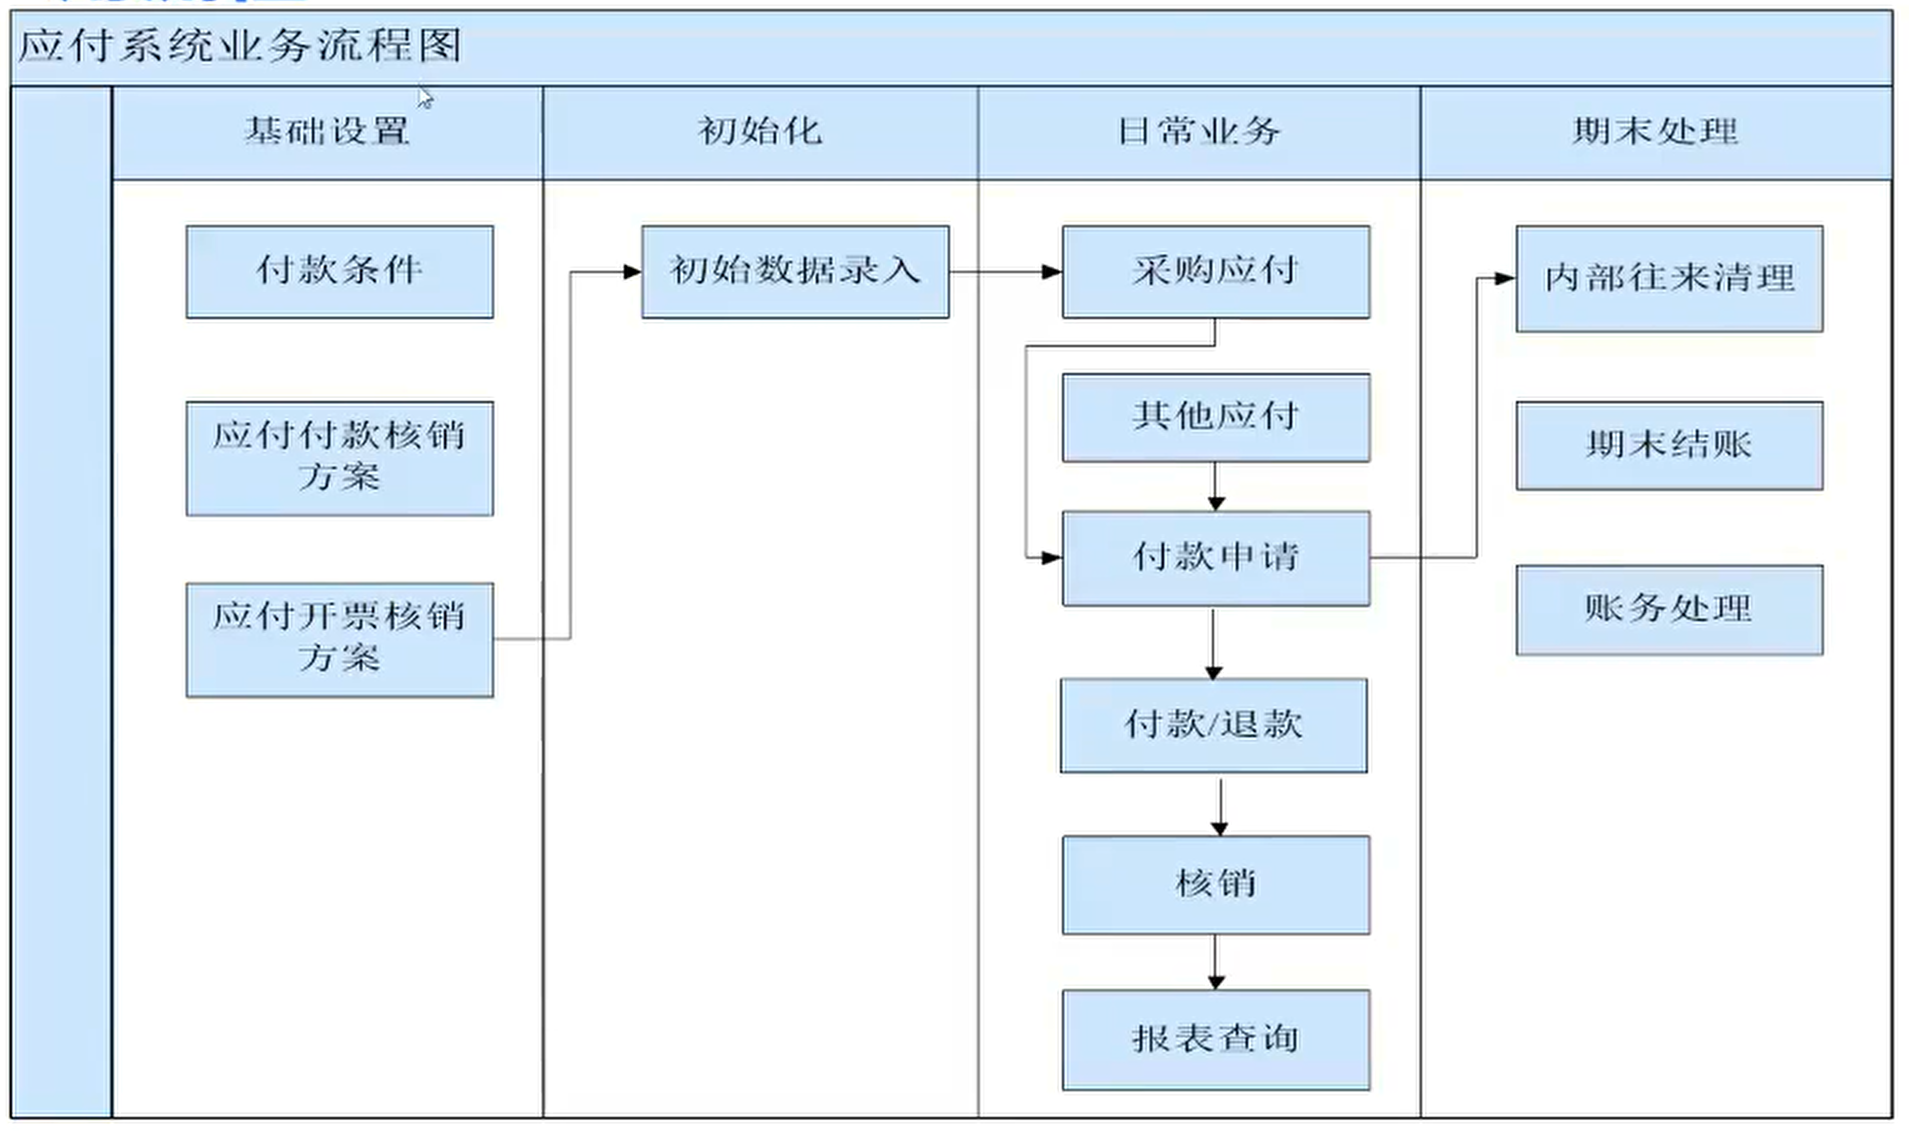 应付系统业务流程图
基础设置
初始化
日常业务
期末处理
付款条件
应付付款核销
方案
应付开票核销
方案
初始数据录入
采购应付
其他应付
付款申请
付款/退款
核销
报表查询
内部往来清理
期末结账
账务处理